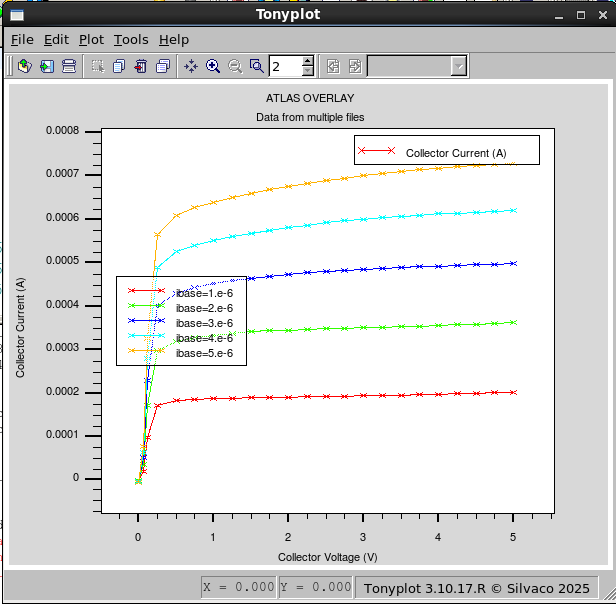 Tonyplot
File Edit Plot Tools Help
2
ATLAS OVERLAY
Data from multiple files
Collector Current (A)
0.0008
0.0007
0.0006
0.0005
0.0004
0.0003
0.0002
0.0001
0
Collector Current (A)
ibase=1.e-6
ibase=2.e-6
ibase=3.e-6
ibase=4.e-6
ibase=5.e-6
0 1 2 3 4 5
Collector Voltage (V)
X = 0.000 Y = 0.000 Tonyplot 3.10.17.R © Silvaco 2025